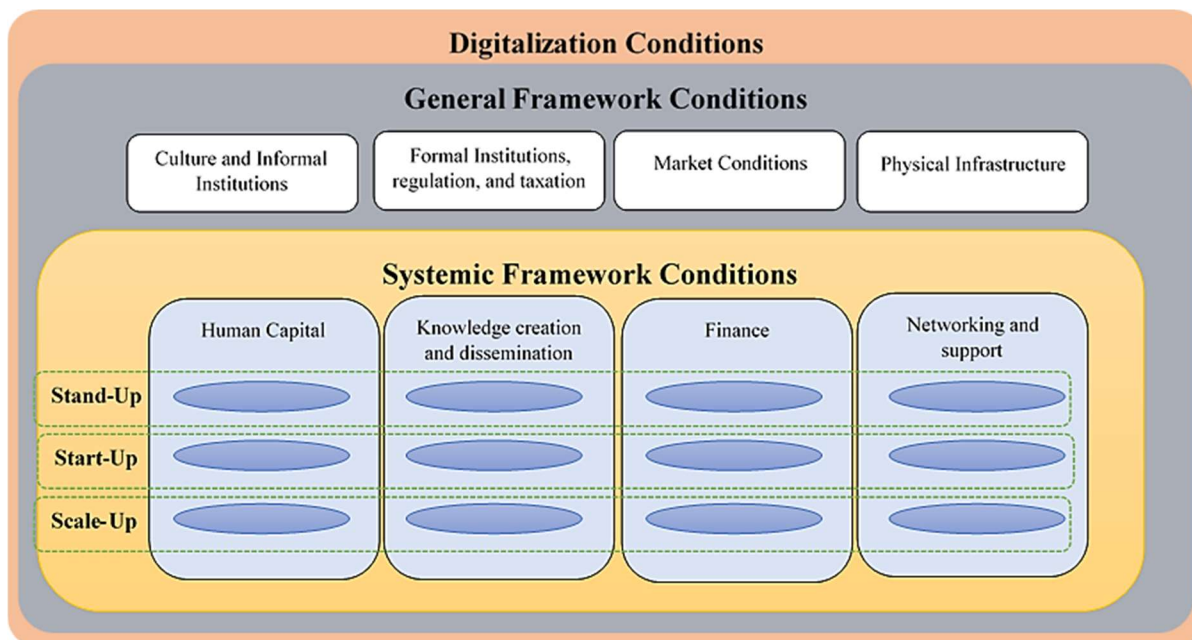 Digitalization Conditions
General Framework Conditions
Culture and Informal
Institutions
Formal Institutions,
regulation, and taxation
Market Conditions
Physical Infrastructure
Systemic Framework Conditions
Human Capital
Knowledge creation
and dissemination
Finance
Networking and
support
Stand-Up
Start-Up
Scale-Up